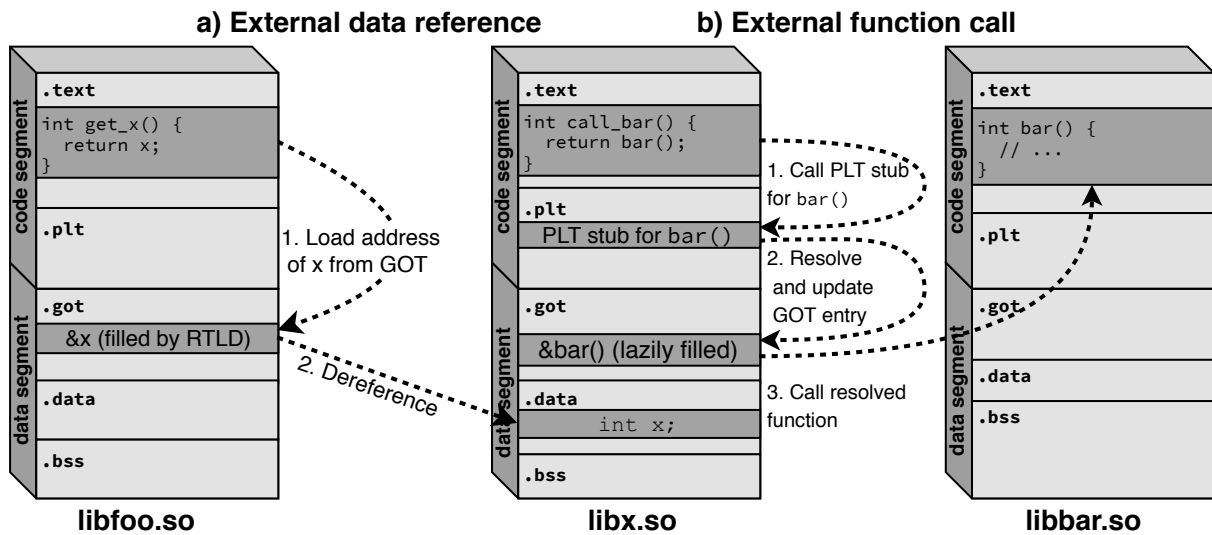 a) External data reference
b) External function call
code segment
data segment
.text
int get_x() {
return x;
}
.plt
.got
&x (filled by RTLD)
.data
.bss
libfoo.so
1. Load address
of x from GOT
2. Dereference
code segment
data segment
.text
int call_bar() {
return bar();
}
.plt
PLT stub for bar()
.got
&bar() (lazily filled)
.data
int x;
.bss
libx.so
1. Call PLT stub
for bar()
2. Resolve
and update
GOT entry
3. Call resolved
function
code segment
data segment
.text
int bar() {
// ...
}
.plt
.got
.data
.bss
libbar.so